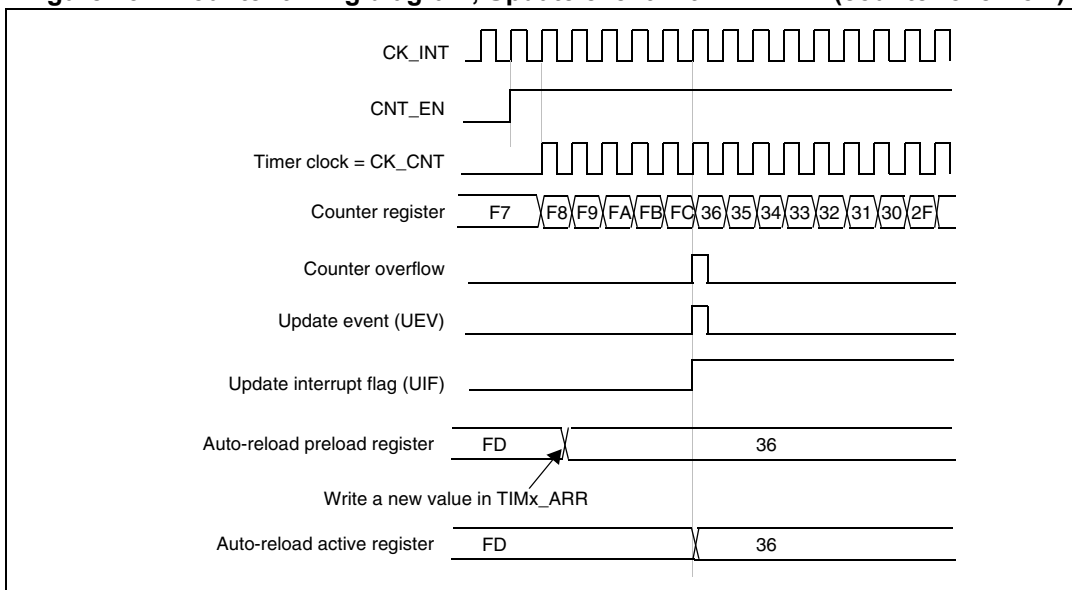 CK_INT
CNT_EN
Timer clock = CK_CNT
Counter register F7 F8 F9 FA FB FC 36 35 34 33 32 31 30 2F
Counter overflow
Update event (UEV)
Update interrupt flag (UIF)
Auto-reload preload register FD 36
Write a new value in TIMx_ARR
Auto-reload active register FD 36